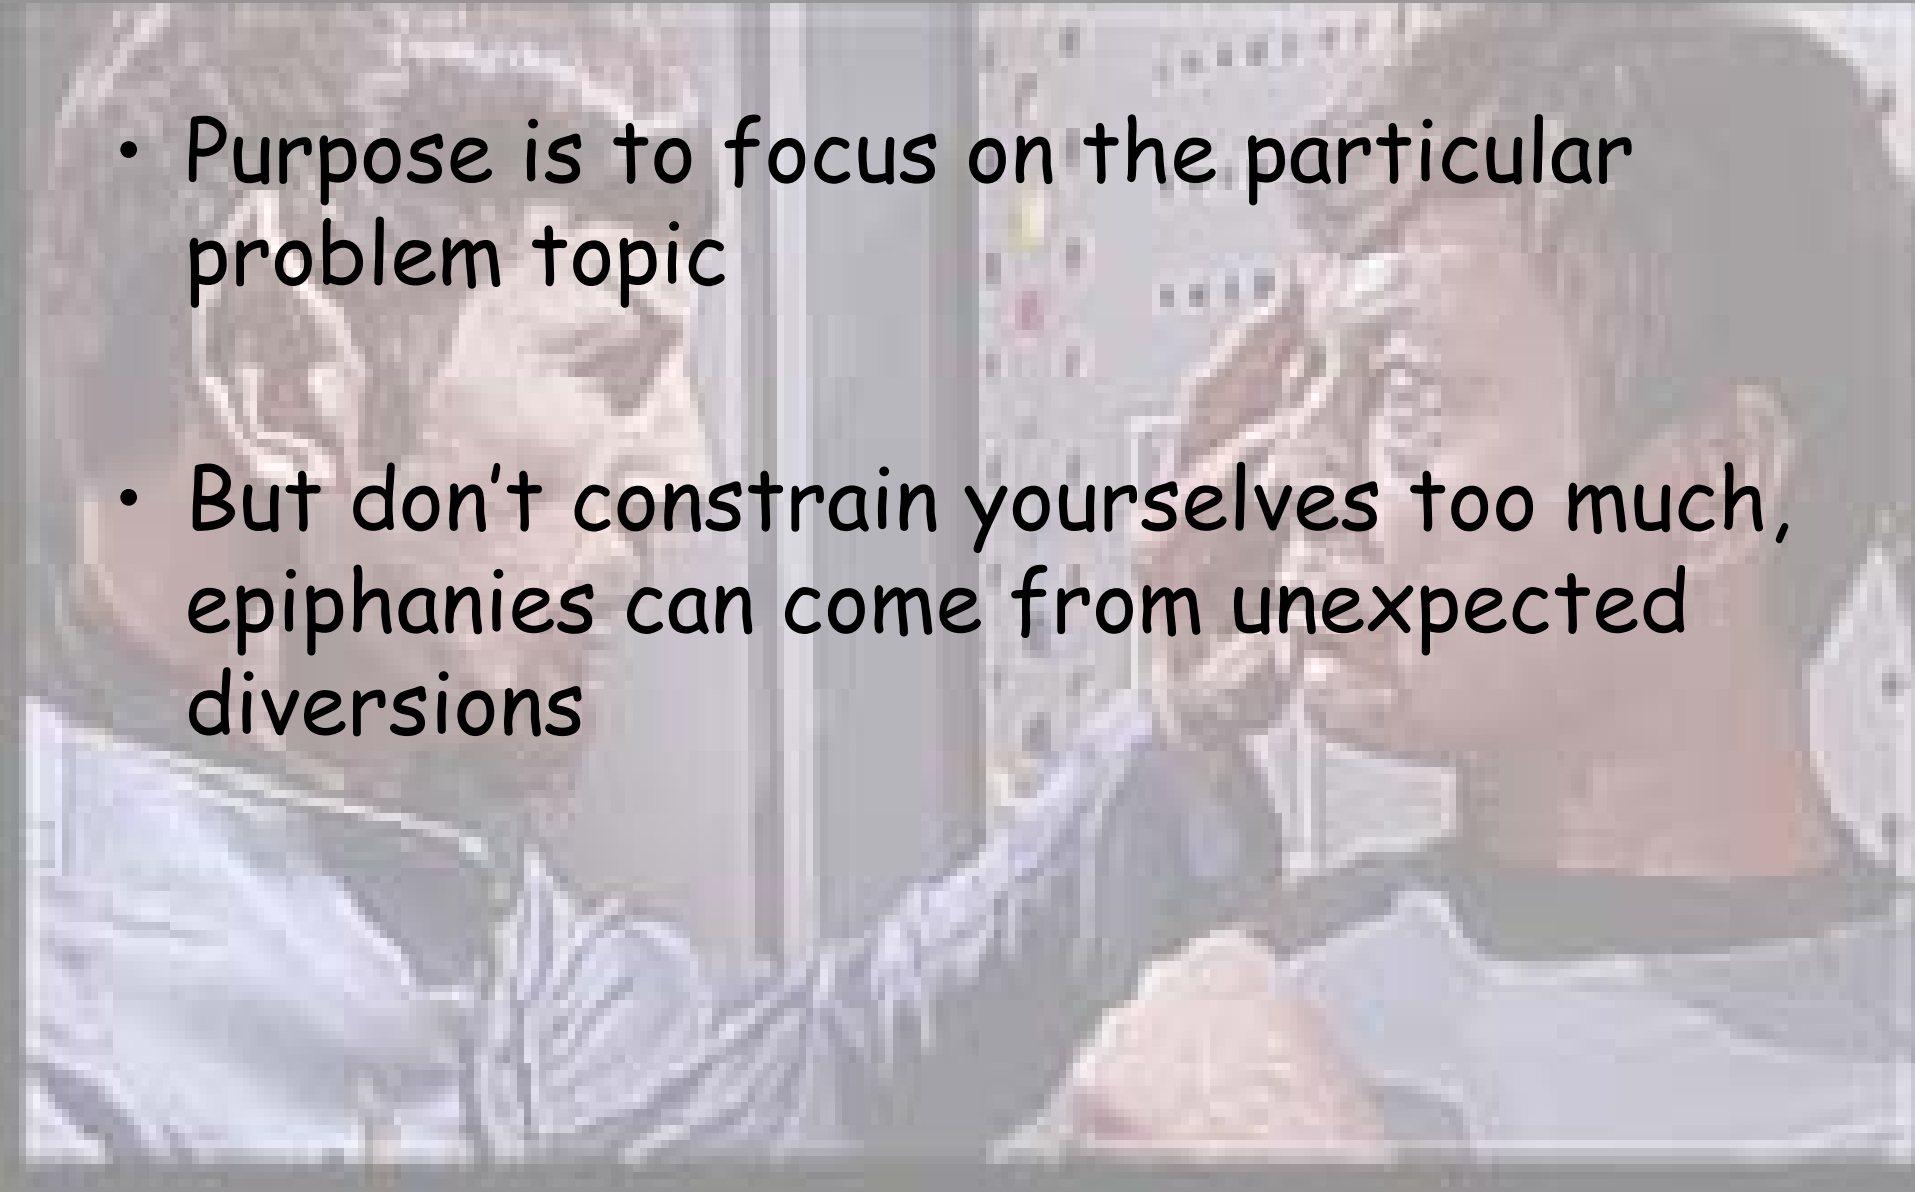 • Purpose is to focus on the particular
problem topic
• But don’t constrain yourselves too much,
epiphanies can come from unexpected
diversions